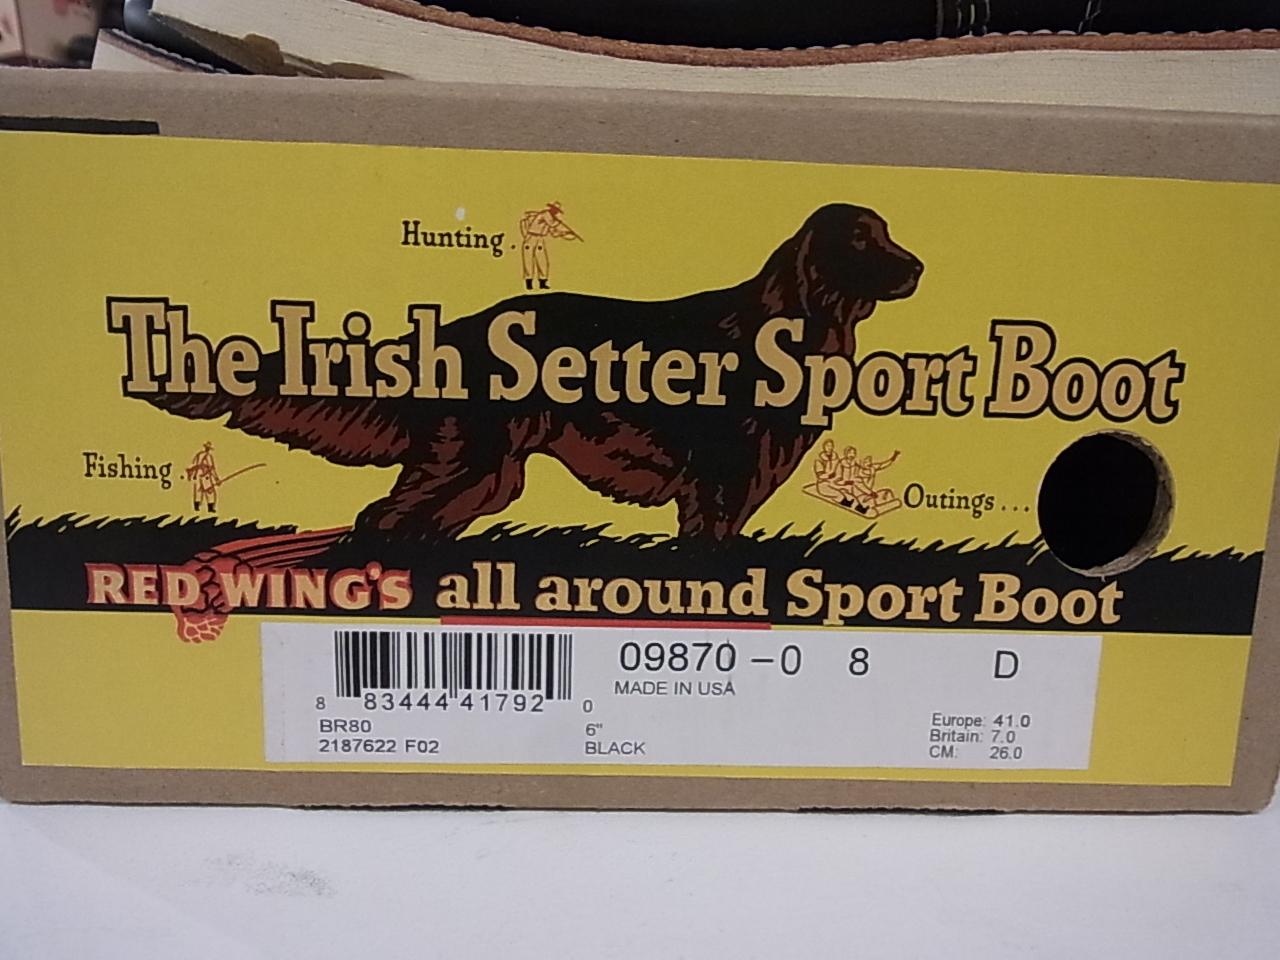 Hunting.
The Irish Setter Sport Boot
Fishing.
Outings...
RED WING'S all around Sport Boot
09870-0 8 D
MADE IN USA
8 83444 41792 0
BR80 6"
2187622 F02 BLACK
Europe: 41.0
Britain: 7.0
CM: 26.0